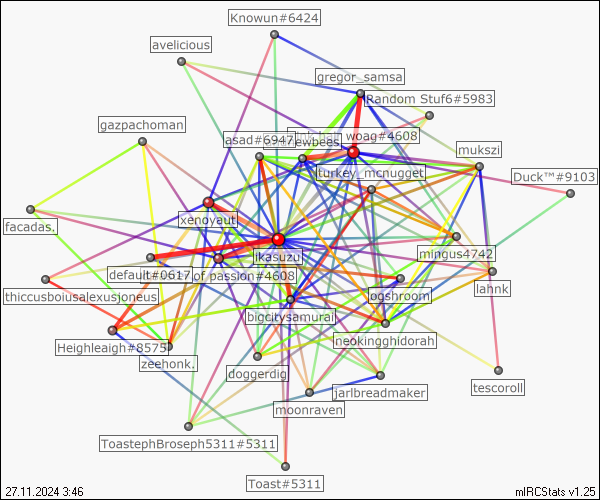 Knowun#6424
avelicious
gregor_samsa
Random Stuf6#5983
gazpachoman
asad#6947
woag#4608
mukszi
turkey_mcnugget
Duck™#9103
xenoyaut
facadas.
mingus4742
jkasuzu
default#0617
of passion#4608
lahnk
thiccusboiusalexusjoneus
ogshroom
bigcitysamurai
neokingghidorah
Heighleaigh#8575
zeehonk.
doggerdig
tescoroll
jarlbreadmaker
moonraven
ToastephBroseph5311#5311
Toast#5311
27.11.2024 3:46
mIRCStats v1.25